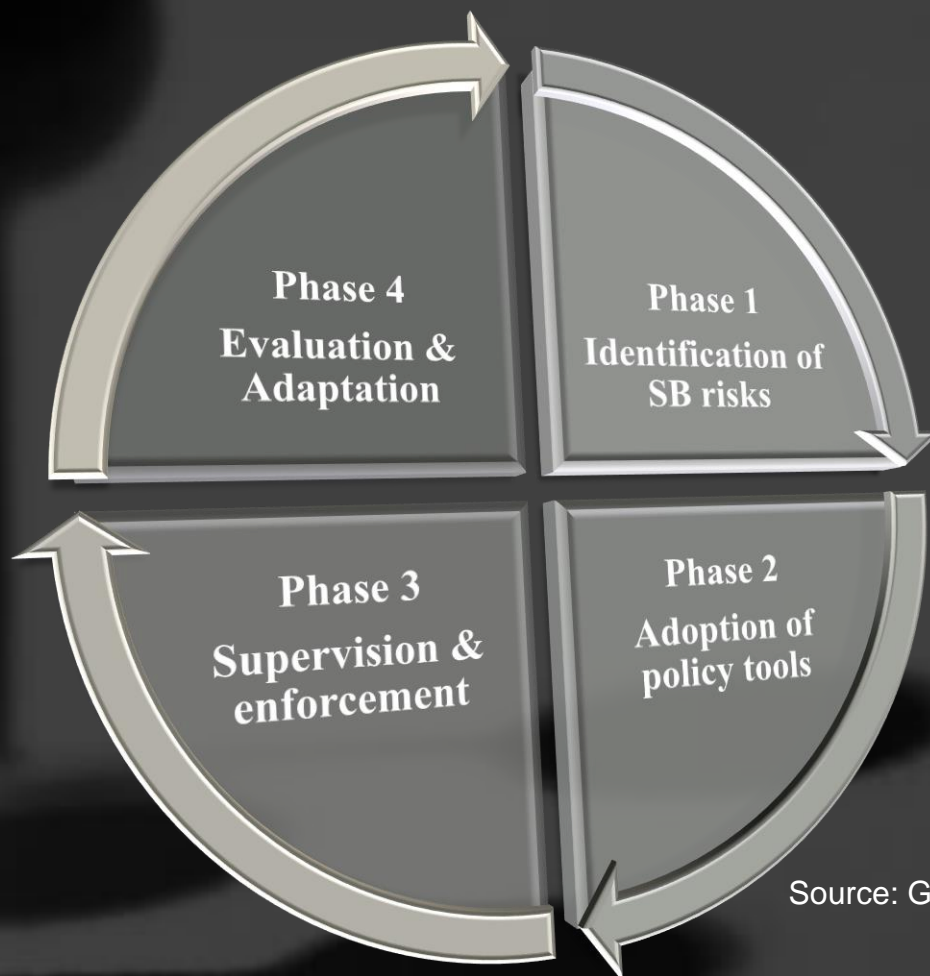 Phase 4
Evaluation &
Adaptation
Phase 1
Identification of
SB risks
Phase 3
Supervision &
enforcement
Phase 2
Adoption of
policy tools
Source: G